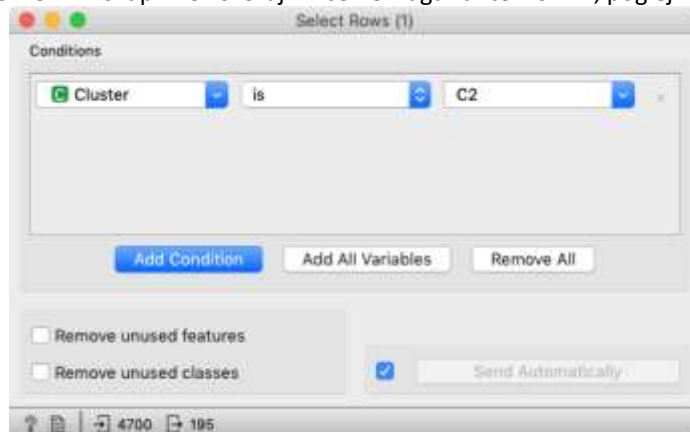 Select Rows (1)
Conditions
Cluster is C2
Add Condition Add All Variables Remove All
Remove unused features
Remove unused classes
Send Automatically
? 4700 195